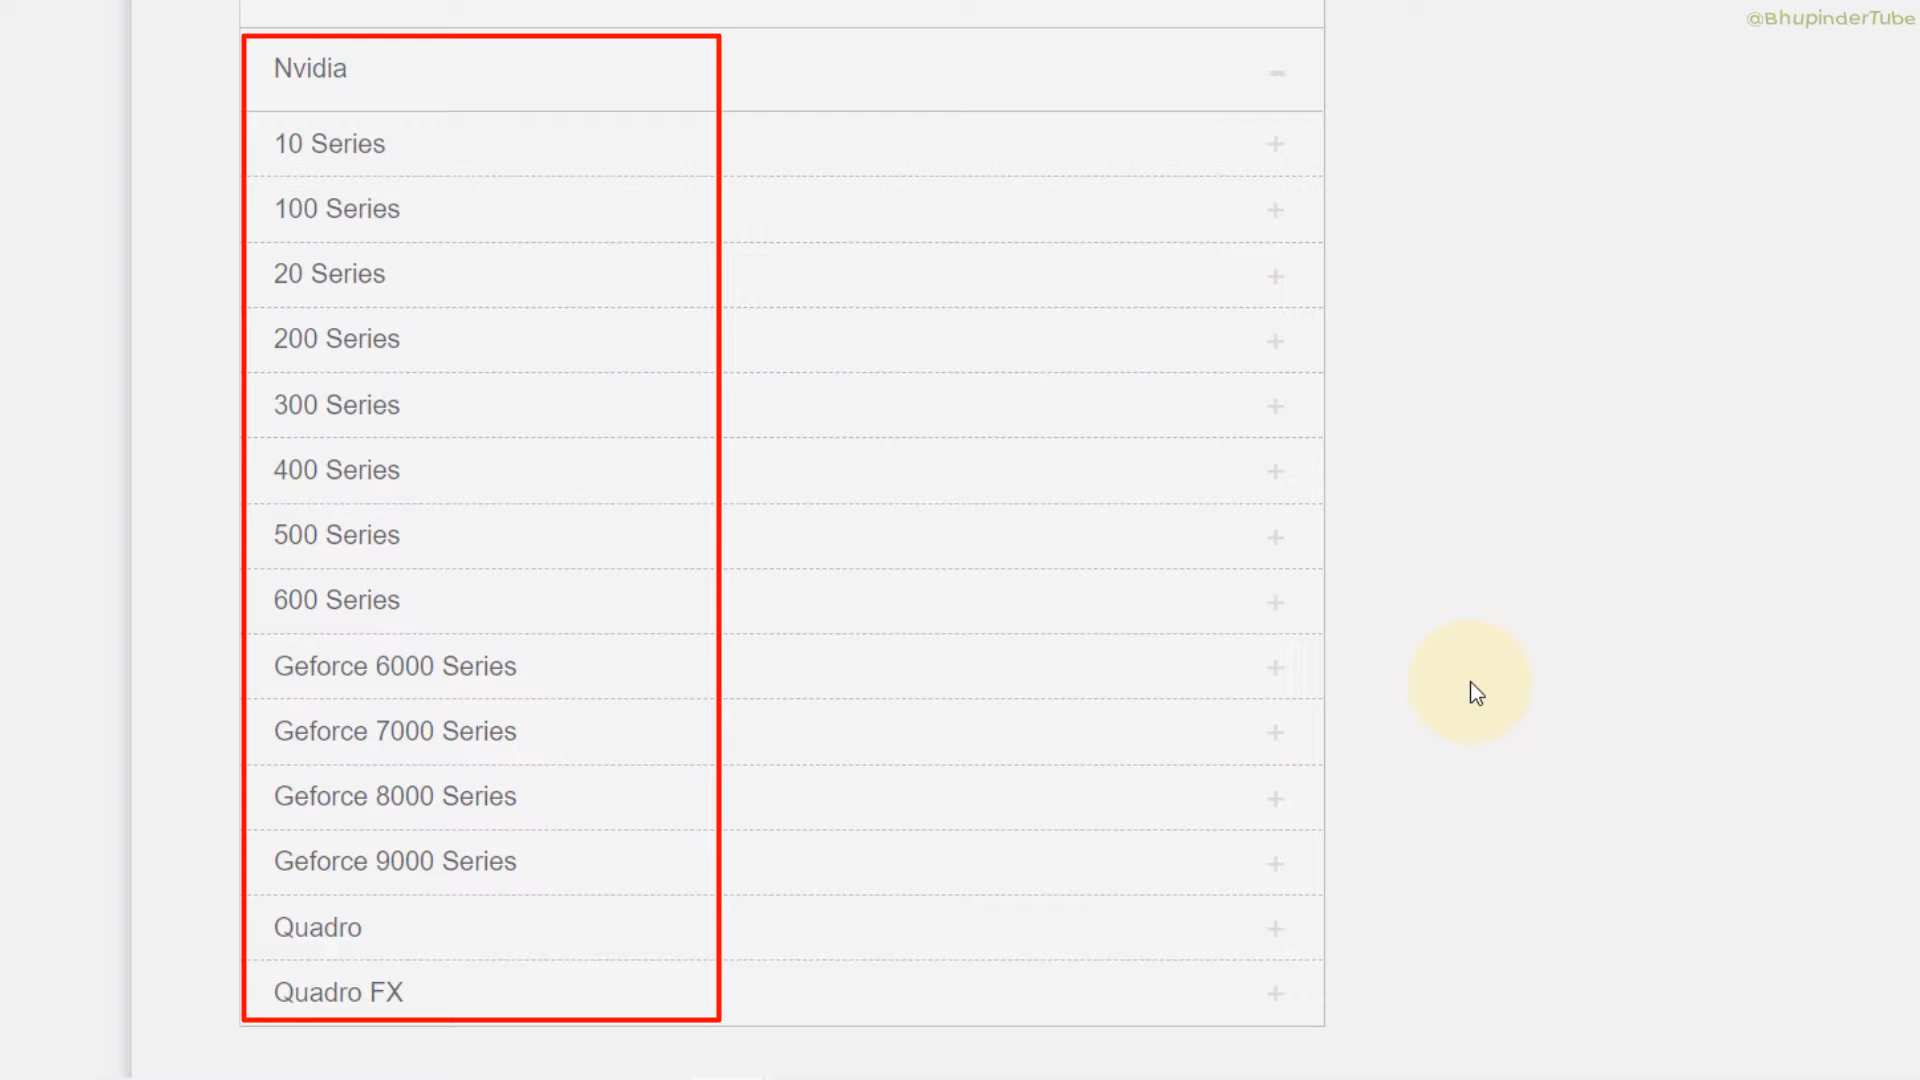 @BhupinderTube
Nvidia
10 Series
100 Series
20 Series
200 Series
300 Series
400 Series
500 Series
600 Series
Geforce 6000 Series
Geforce 7000 Series
Geforce 8000 Series
Geforce 9000 Series
Quadro
Quadro FX